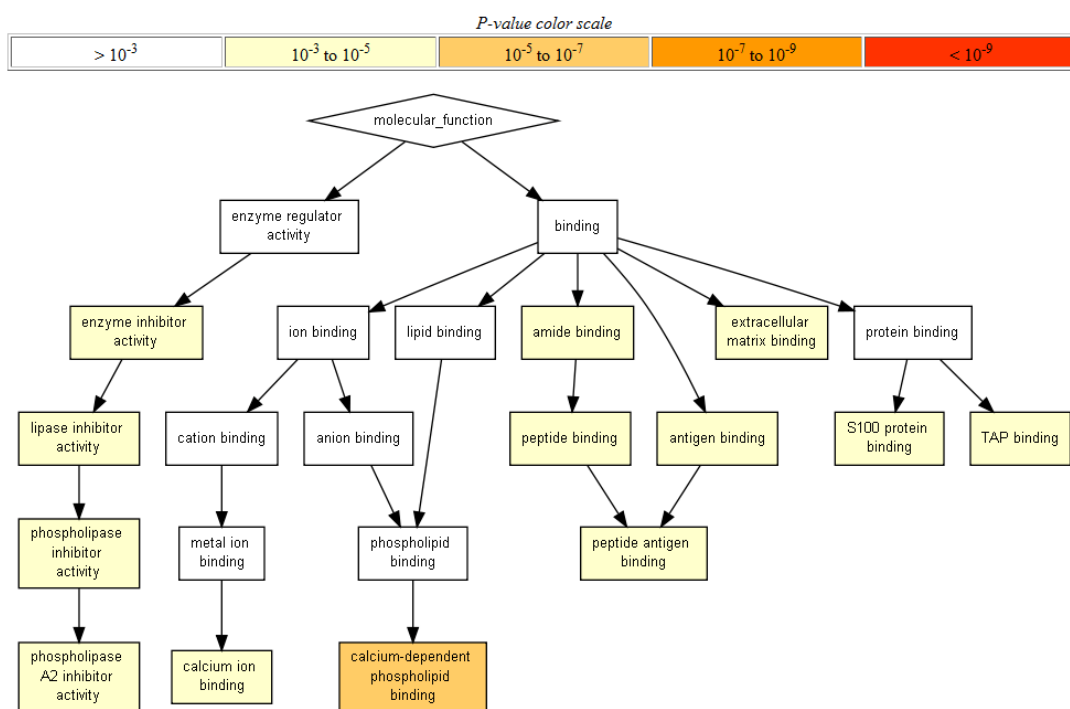 P-value color scale
> 10-3
10-3 to 10-5
10-5 to 10-7
10-7 to 10-9
< 10-9
molecular_function
enzyme regulator
activity
binding
enzyme inhibitor
activity
ion binding
lipid binding
amide binding
extracellular
matrix binding
protein binding
lipase inhibitor
activity
cation binding
anion binding
peptide binding
antigen binding
S100 protein
binding
TAP binding
phospholipase
inhibitor
activity
metal ion
binding
phospholipid
binding
peptide antigen
binding
phospholipase
A2 inhibitor
activity
calcium ion
binding
calcium-dependent
phospholipid
binding